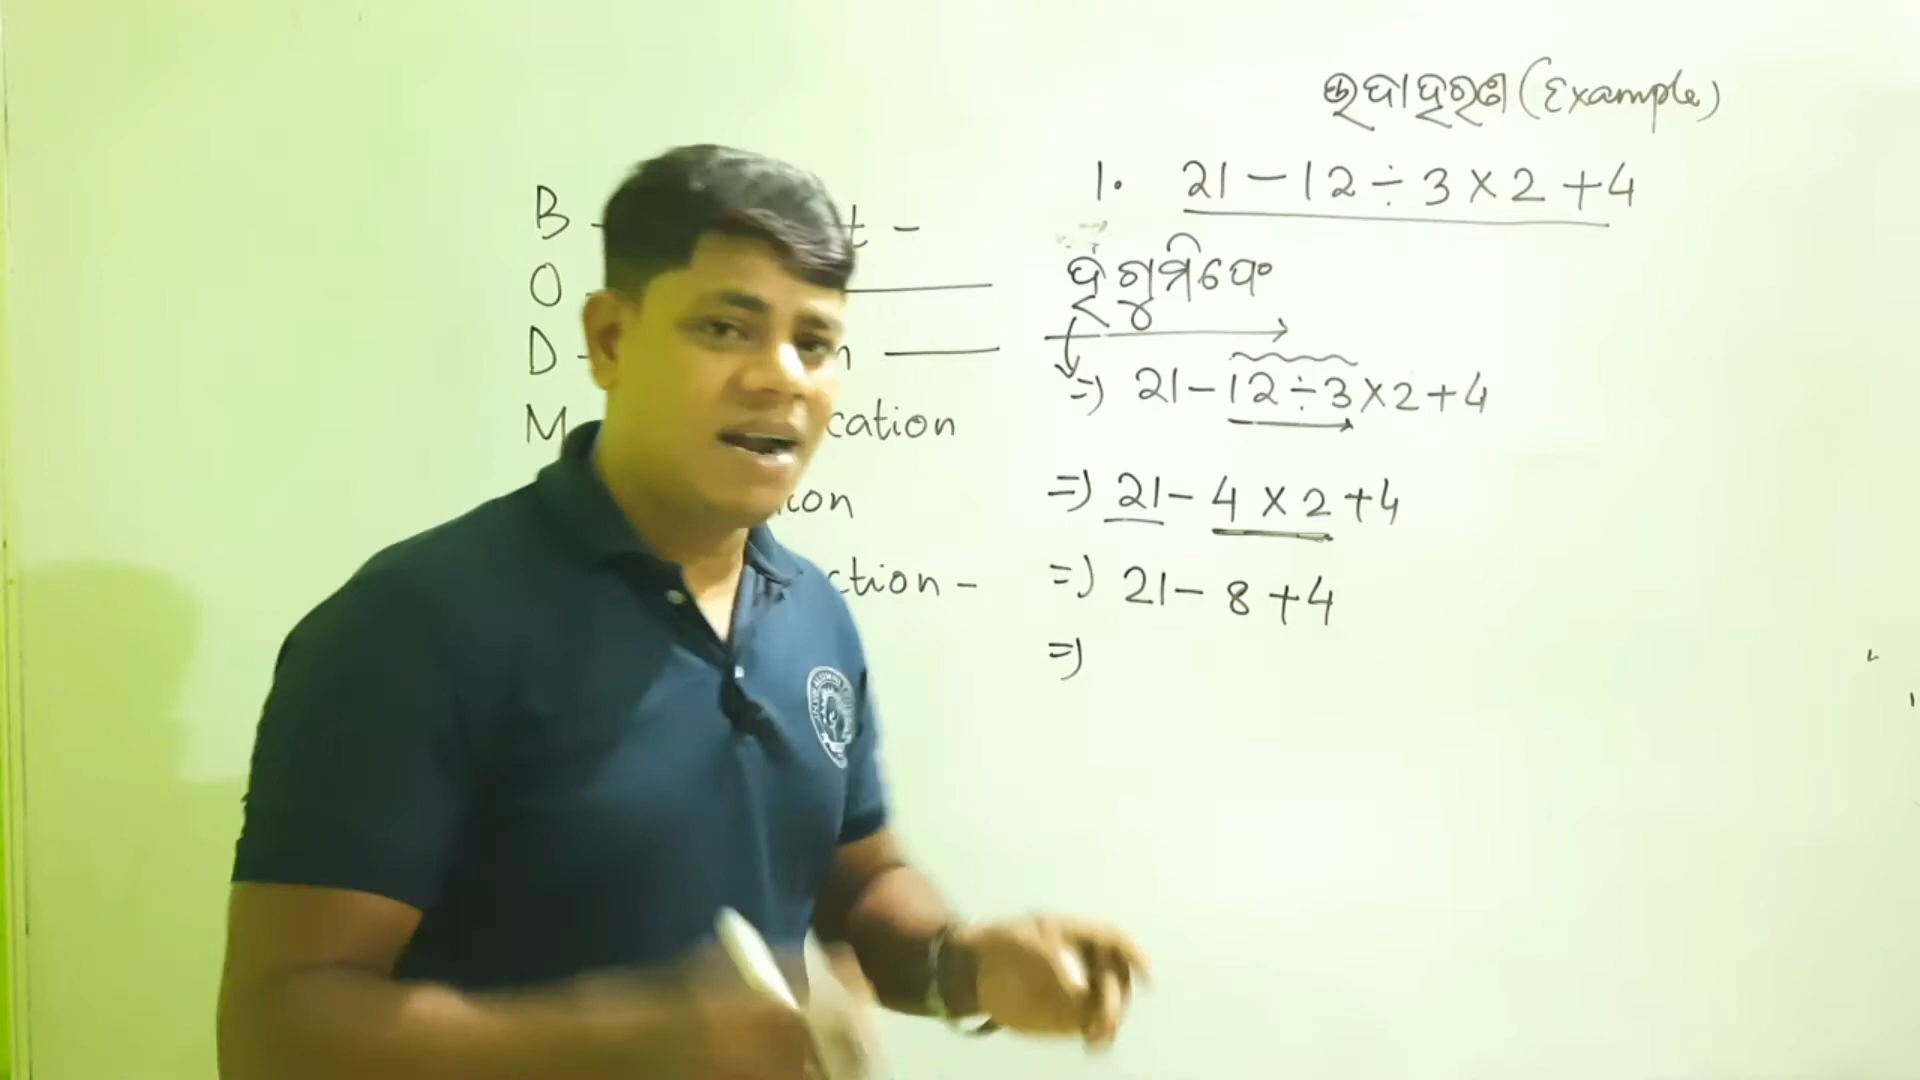 ଉଦାହରଣ (Example)
1. 21 - 12 ÷ 3 × 2 + 4
B -
t -
O
D -
n
M
cation
ion
ction -
=) 21 - 12 ÷ 3 × 2 + 4
=) 21 - 4 × 2 + 4
=) 21 - 8 + 4
=)